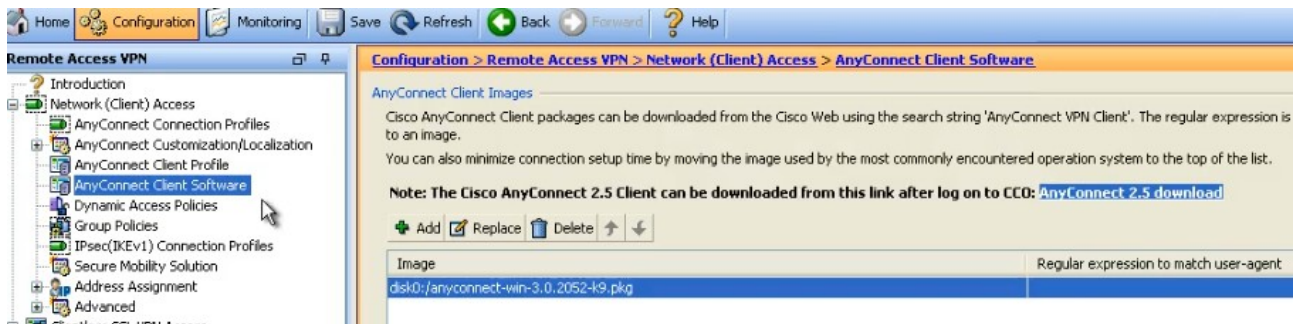 Home Configuration Monitoring Save Refresh Back Forward Help
Remote Access VPN
Introduction
Network (Client) Access
AnyConnect Connection Profiles
AnyConnect Customization/Localization
AnyConnect Client Profile
AnyConnect Client Software
Dynamic Access Policies
Group Policies
IPsec(IKEv1) Connection Profiles
Secure Mobility Solution
Address Assignment
Advanced
Clientless SSL VPN Access
Configuration > Remote Access VPN > Network (Client) Access > AnyConnect Client Software
AnyConnect Client Images
Cisco AnyConnect Client packages can be downloaded from the Cisco Web using the search string 'AnyConnect VPN Client'. The regular expression is
to an image.
You can also minimize connection setup time by moving the image used by the most commonly encountered operation system to the top of the list.
Note: The Cisco AnyConnect 2.5 Client can be downloaded from this link after log on to CCO: AnyConnect 2.5 download
Add Replace Delete
Image Regular expression to match user-agent
disk0:/anyconnect-win-3.0.2052-k9.pkg